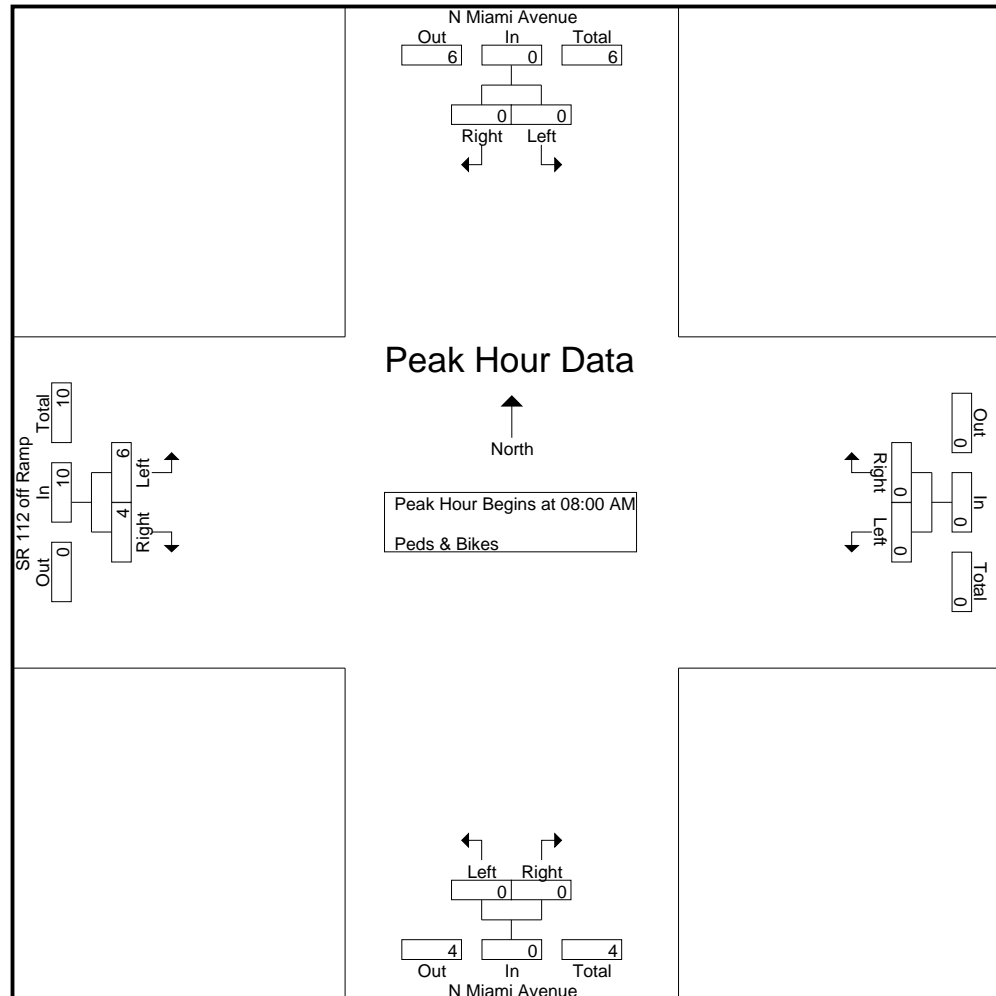 N Miami Avenue
Out In Total
6 0 6
0 0
Right Left
Peak Hour Data
North
Peak Hour Begins at 08:00 AM
Peds & Bikes
SR 112 off Ramp
Total In Out
10 10 0
6 4
Left Right
Right Left
0 0
0 0 0
Out In Total
Left Right
0 0
4 0 4
Out In Total
N Miami Avenue